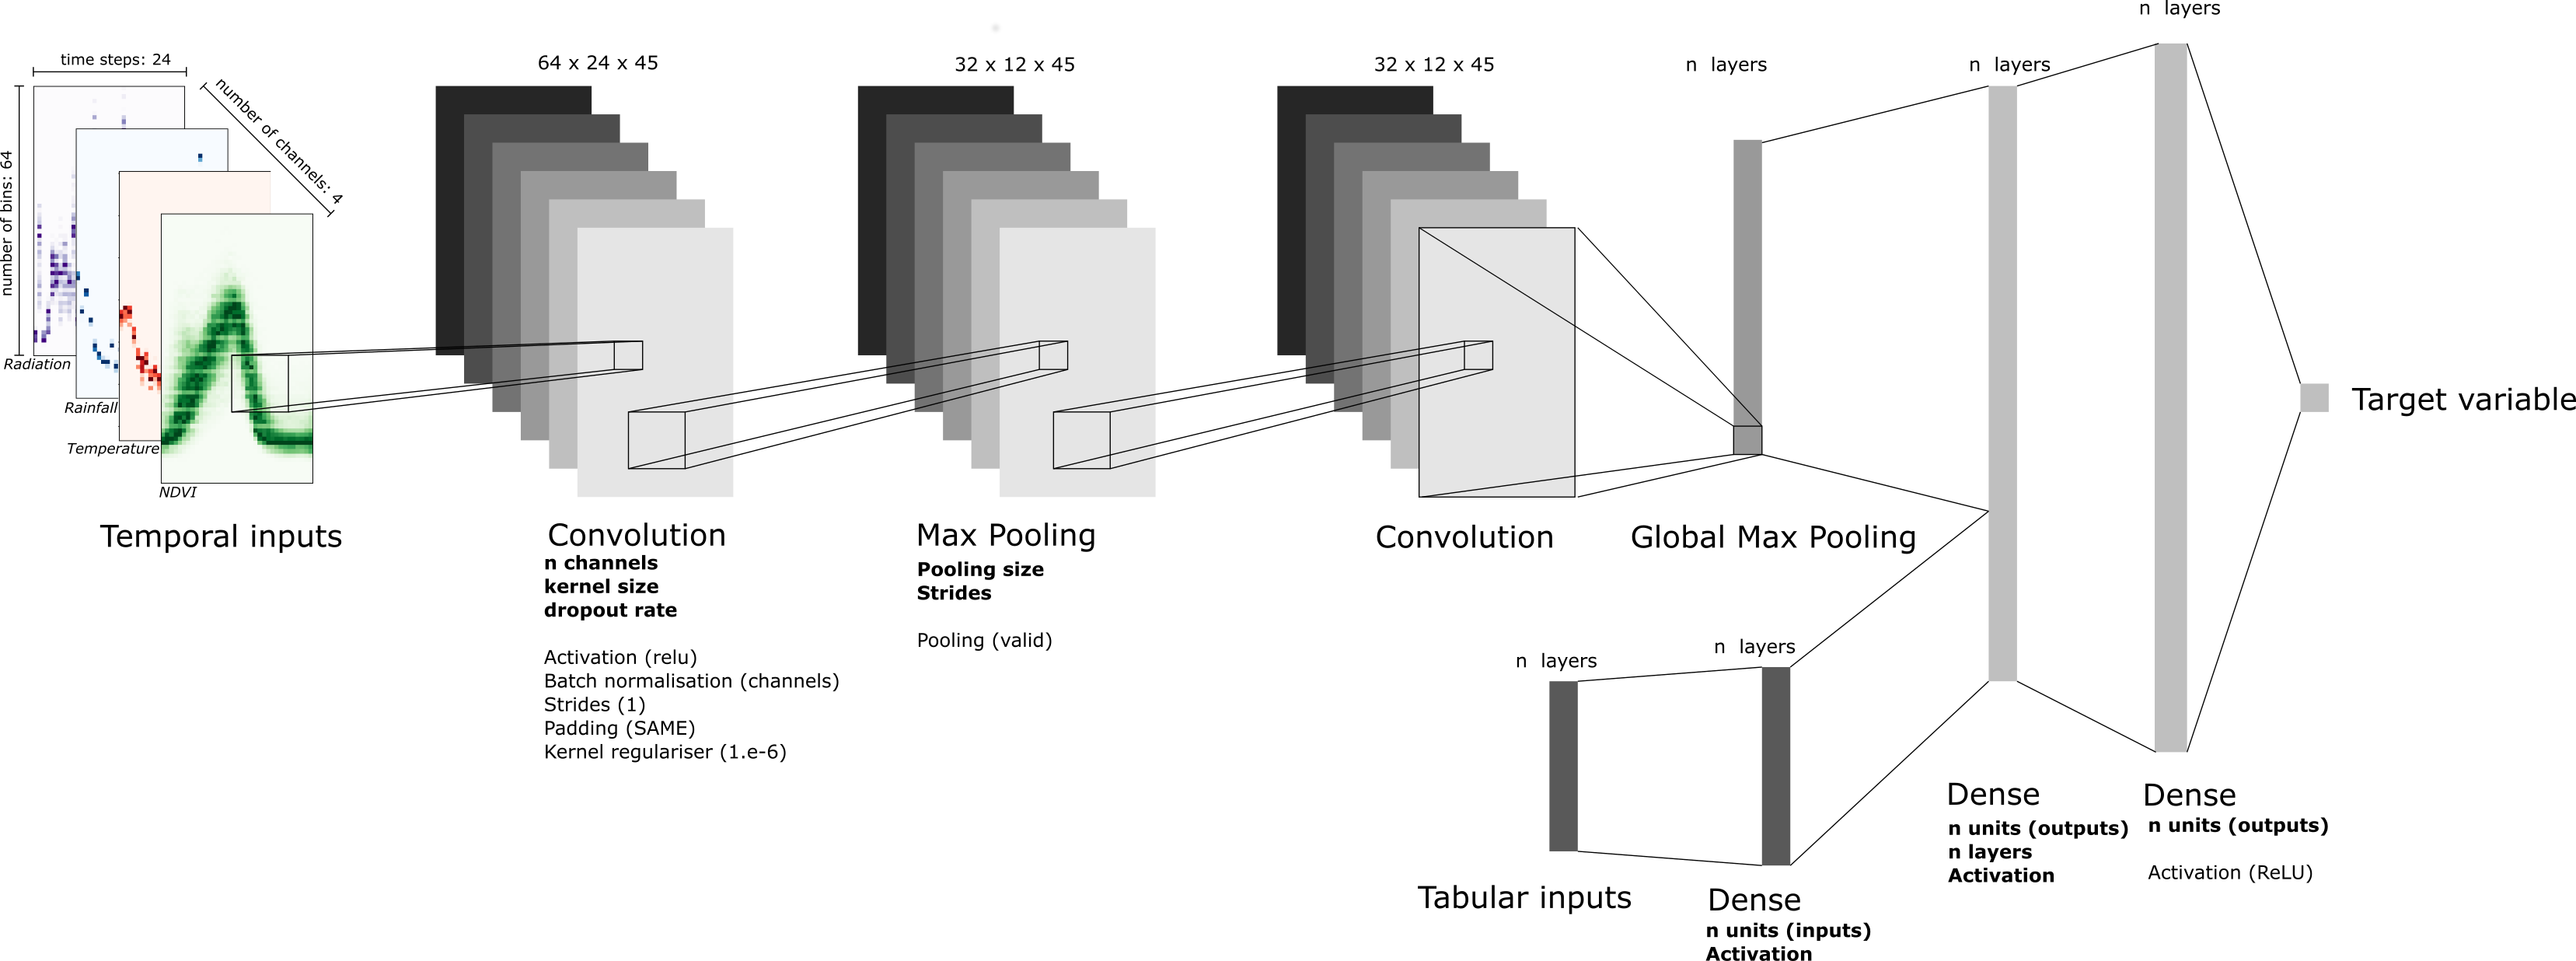 n layers
time steps: 24
64 x 24 x 45
32 x 12 x 45
32 x 12 x 45
n layers
n layers
number of channels: 4
number of bins: 64
Radiation
Rainfall
Temperature
NDVI
Target variable
Temporal inputs
Convolution
n channels
kernel size
dropout rate
Activation (relu)
Batch normalisation (channels)
Strides (1)
Padding (SAME)
Kernel regulariser (1.e-6)
Max Pooling
Pooling size
Strides
Pooling (valid)
Convolution
Global Max Pooling
n layers
n layers
Tabular inputs
Dense
n units (inputs)
Activation
Dense
n units (outputs)
n layers
Activation
Dense
n units (outputs)
Activation (ReLU)